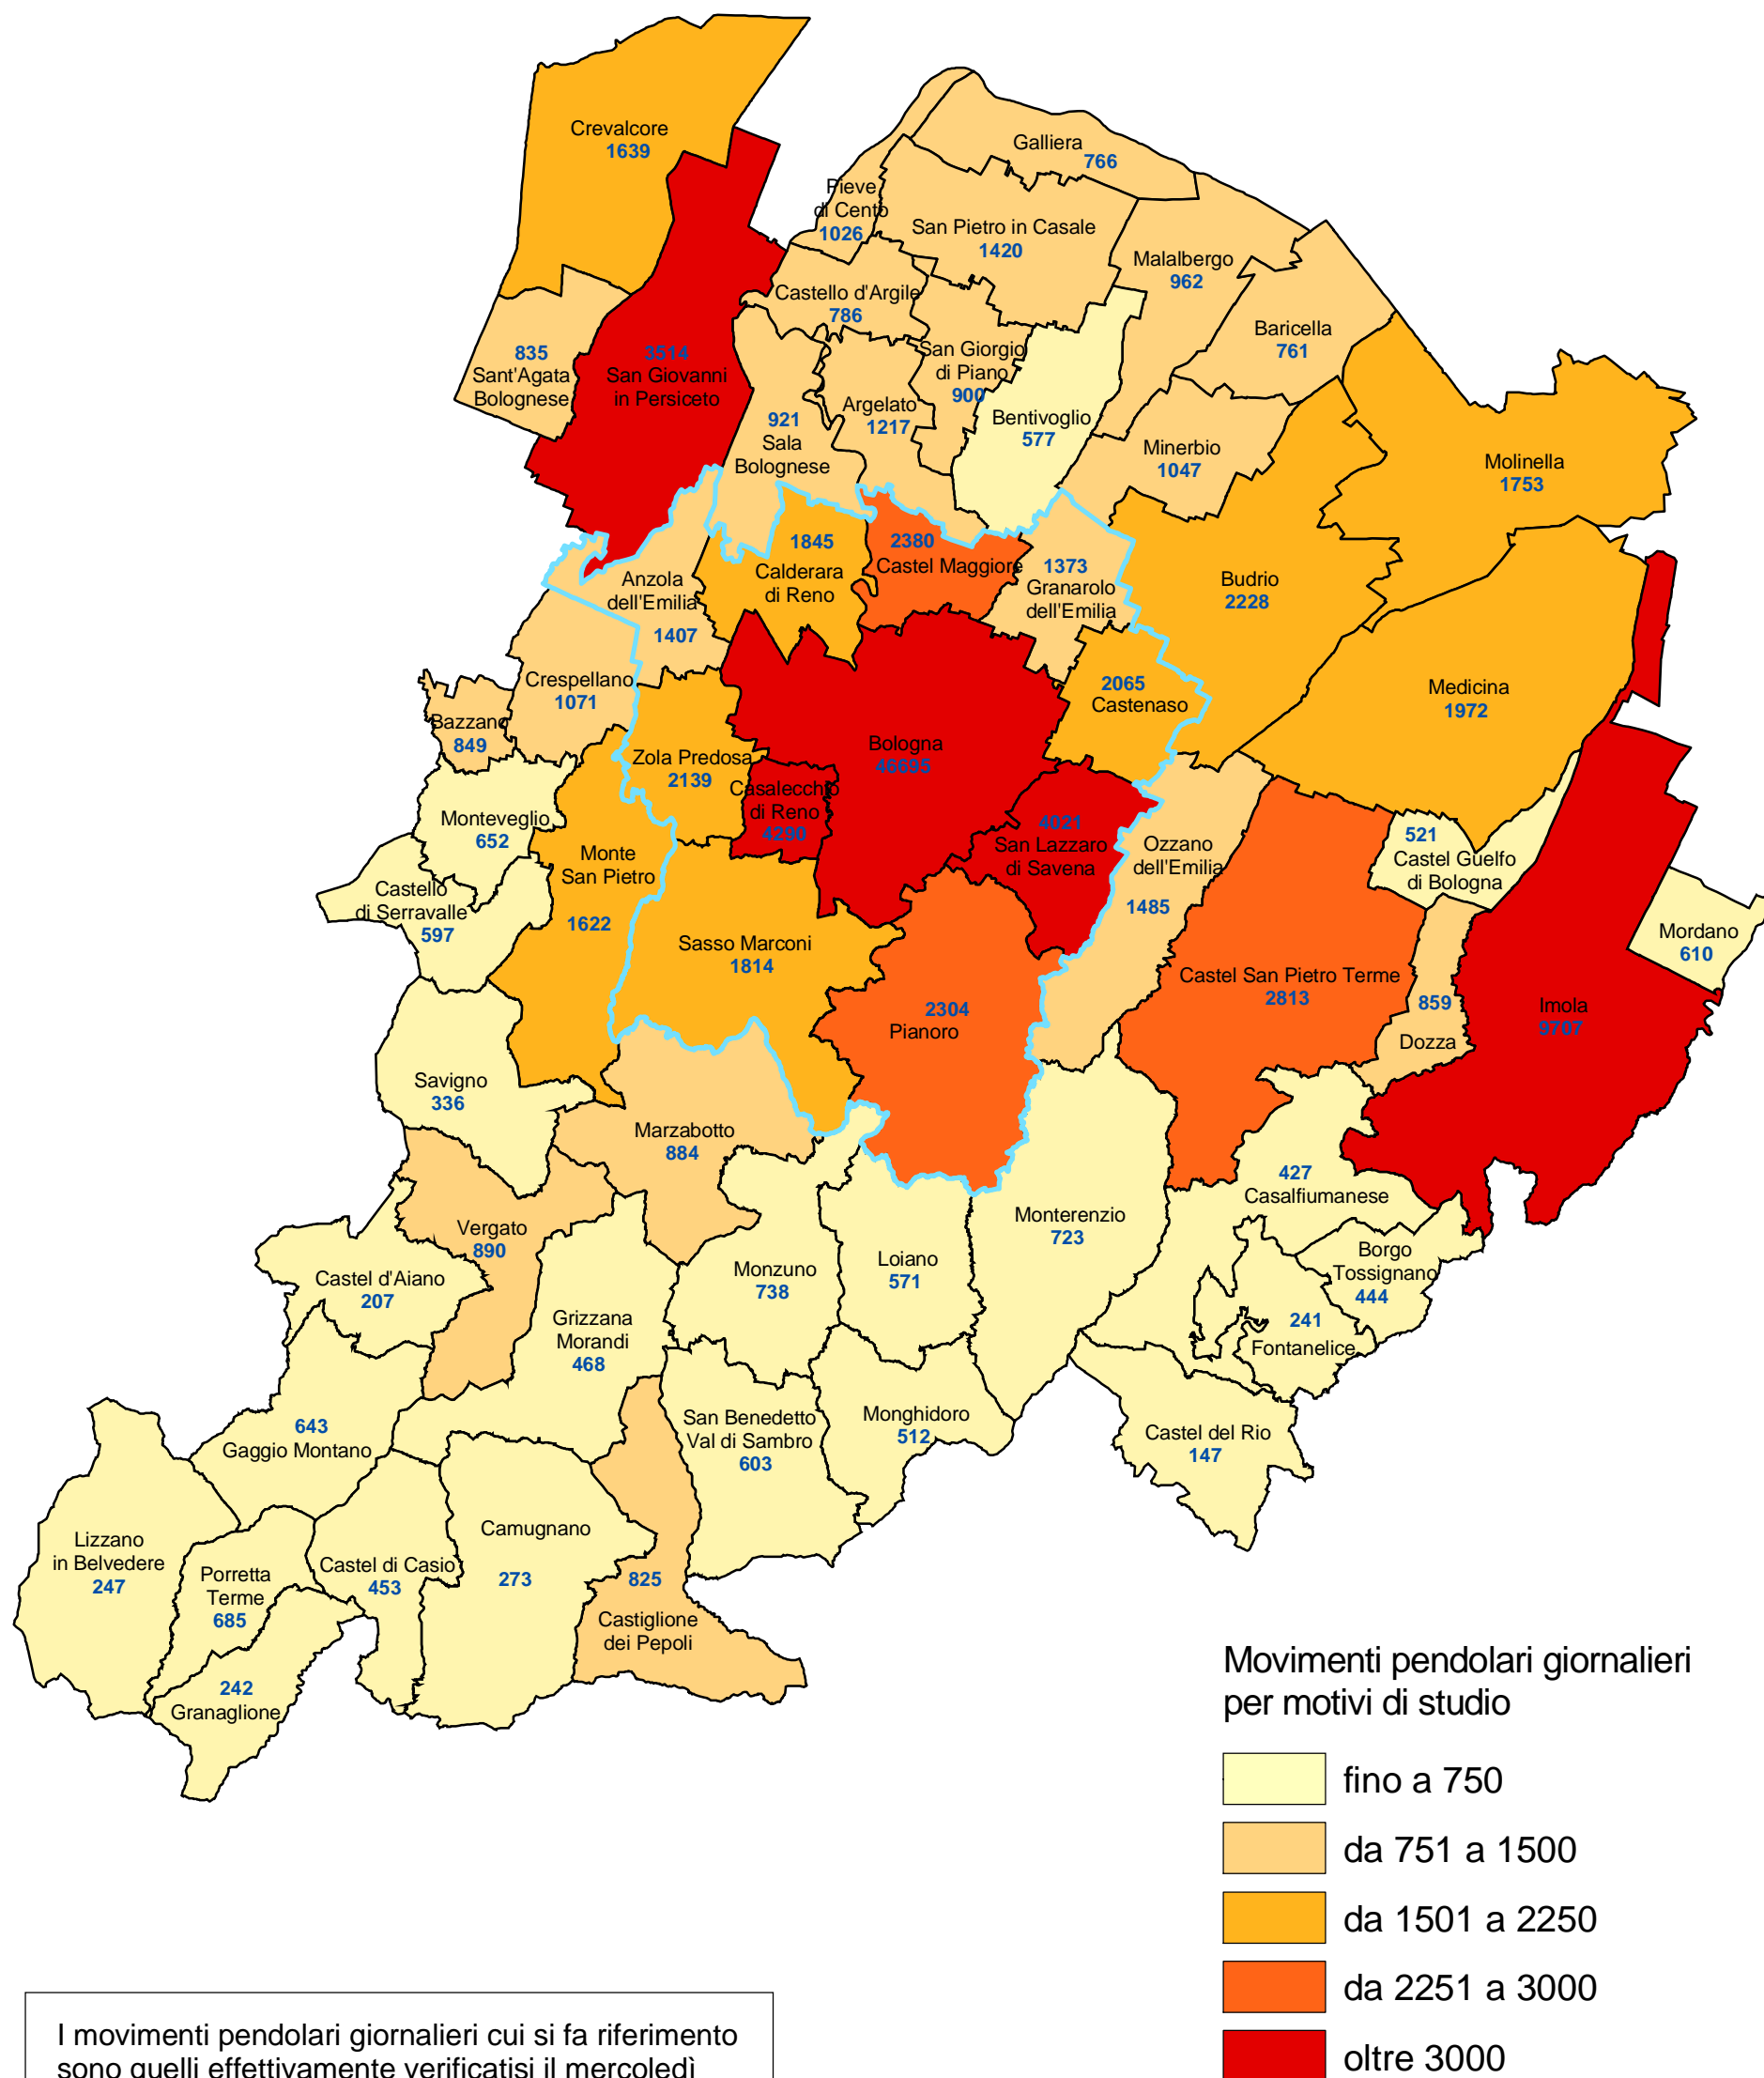 Crevalcore
1639
Galliera
766
Pieve
di Cento
1026
San Pietro in Casale
1420
Malalbergo
962
Castello d'Argile
786
Baricella
761
835
Sant'Agata
Bolognese
3514
San Giovanni
in Persiceto
San Giorgio
di Piano
900
921
Sala
Bolognese
Argelato
1217
Bentivoglio
577
Minerbio
1047
Molinella
1753
1845
Calderara
di Reno
2380
Castel Maggiore
1373
Granarolo
dell'Emilia
Anzola
dell'Emilia
1407
Budrio
2228
Crespellano
1071
2065
Castenaso
Medicina
1972
Bazzano
849
Zola Predosa
2139
Bologna
46695
Casalecchio
di Reno
4290
Monteveglio
652
Monte
San Pietro
1622
4021
San Lazzaro
di Savena
Ozzano
dell'Emilia
1485
521
Castel Guelfo
di Bologna
Castello
di Serravalle
597
Mordano
610
Sasso Marconi
1814
Castel San Pietro Terme
2813
859
Dozza
Imola
9707
2304
Pianoro
Savigno
336
Marzabotto
884
427
Casalfiumanese
Vergato
890
Monterenzio
723
Borgo
Tossignano
444
Castel d'Aiano
207
Monzuno
738
Loiano
571
Grizzana
Morandi
468
241
Fontanelice
643
Gaggio Montano
San Benedetto
Val di Sambro
603
Monghidoro
512
Castel del Rio
147
Lizzano
in Belvedere
247
Porretta
Terme
685
Castel di Casio
453
Camugnano
273
825
Castiglione
dei Pepoli
242
Granaglione
Movimenti pendolari giornalieri
per motivi di studio
fino a 750
da 751 a 1500
da 1501 a 2250
da 2251 a 3000
oltre 3000
I movimenti pendolari giornalieri cui si fa riferimento
sono quelli effettivamente verificatisi il mercoledì